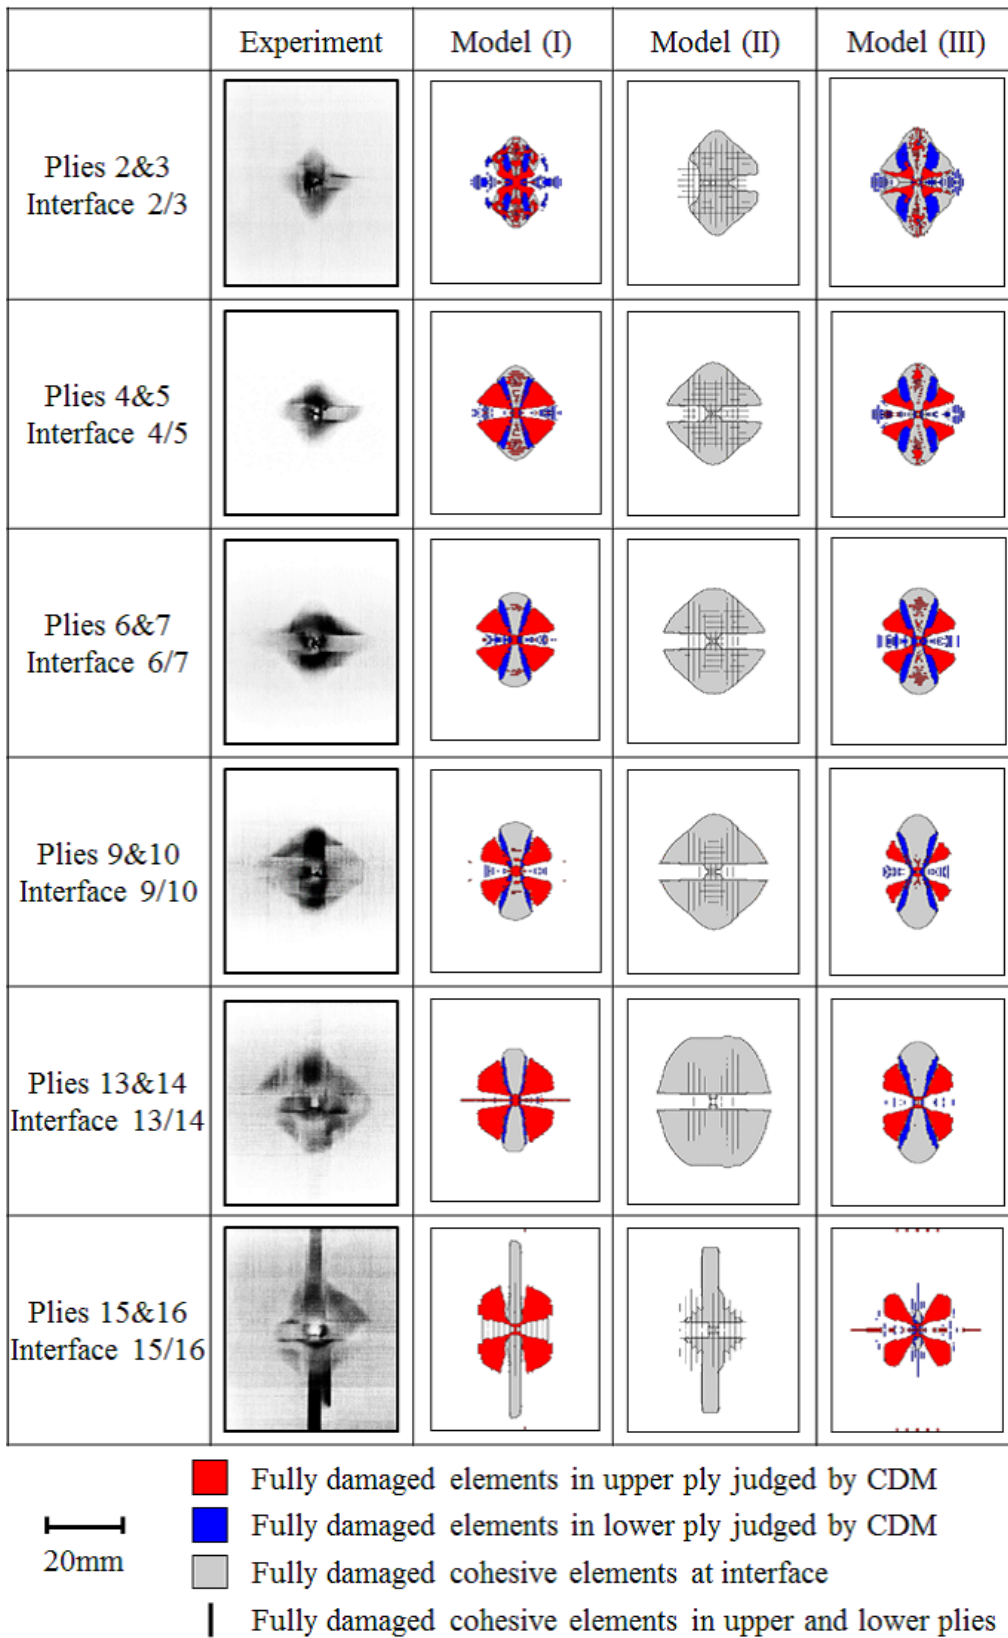 Experiment Model (I) Model (II) Model (III)
Plies 2&3
Interface 2/3
Plies 4&5
Interface 4/5
Plies 6&7
Interface 6/7
Plies 9&10
Interface 9/10
Plies 13&14
Interface 13/14
Plies 15&16
Interface 15/16
20mm
Fully damaged elements in upper ply judged by CDM
Fully damaged elements in lower ply judged by CDM
Fully damaged cohesive elements at interface
Fully damaged cohesive elements in upper and lower plies